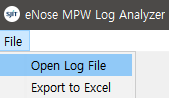 eNose MPW Log Analyzer
File
Open Log File
Export to Excel